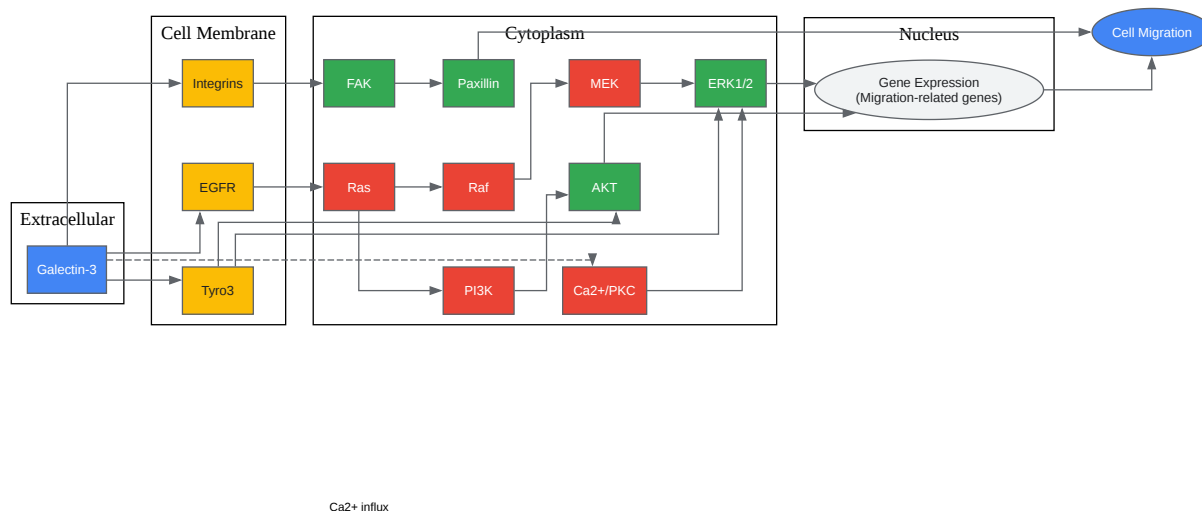 Cell Membrane
Cytoplasm
Nucleus
Cell Migration
Integrins
FAK
Paxillin
MEK
ERK1/2
Gene Expression
(Migration-related genes)
EGFR
Ras
Raf
AKT
Extracellular
Galectin-3
Tyro3
PI3K
Ca2+/PKC
Ca2+ influx